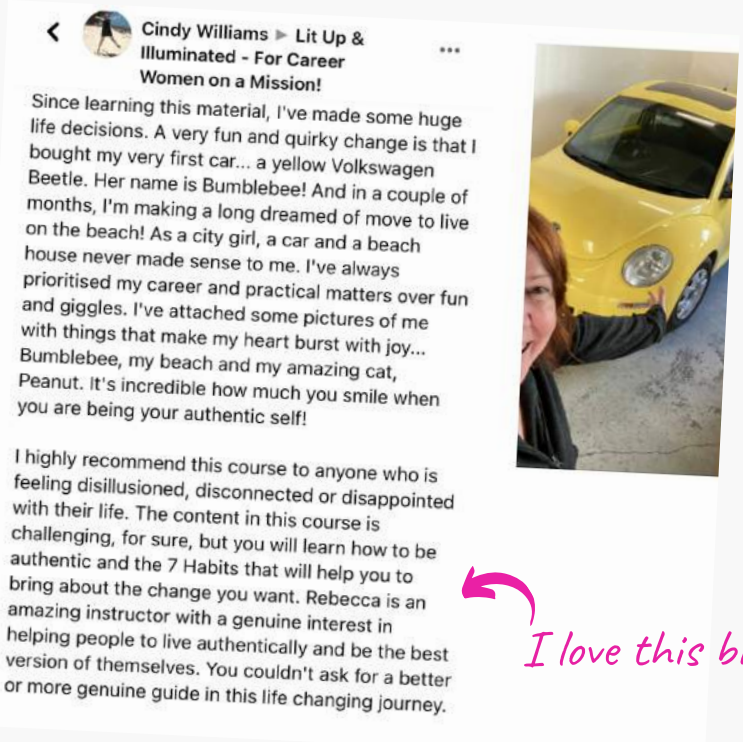 Cindy Williams ▶ Lit Up &
Illuminated - For Career
Women on a Mission!
Since learning this material, I've made some huge
life decisions. A very fun and quirky change is that I
bought my very first car... a yellow Volkswagen
Beetle. Her name is Bumblebee! And in a couple of
months, I'm making a long dreamed of move to live
on the beach! As a city girl, a car and a beach
house never made sense to me. I've always
prioritised my career and practical matters over fun
and giggles. I've attached some pictures of me
with things that make my heart burst with joy...
Bumblebee, my beach and my amazing cat,
Peanut. It's incredible how much you smile when
you are being your authentic self!
I highly recommend this course to anyone who is
feeling disillusioned, disconnected or disappointed
with their life. The content in this course is
challenging, for sure, but you will learn how to be
authentic and the 7 Habits that will help you to
bring about the change you want. Rebecca is an
amazing instructor with a genuine interest in
helping people to live authentically and be the best
version of themselves. You couldn't ask for a better
or more genuine guide in this life changing journey.
I love this